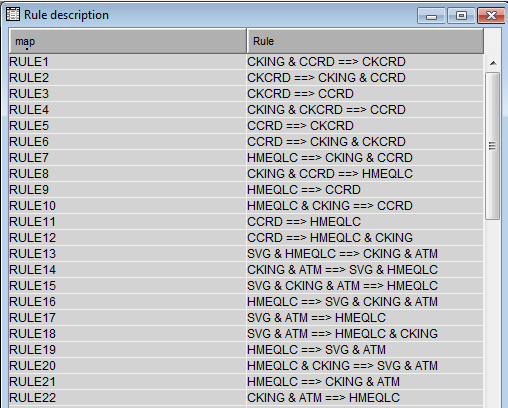 Rule description
map Rule
RULE1 CKING & CCRD ==> CKCRD
RULE2 CKCRD ==> CKING & CCRD
RULE3 CKCRD ==> CCRD
RULE4 CKING & CKCRD ==> CCRD
RULE5 CCRD ==> CKCRD
RULE6 CCRD ==> CKING & CKCRD
RULE7 HMEQLC ==> CKING & CCRD
RULE8 CKING & CCRD ==> HMEQLC
RULE9 HMEQLC ==> CCRD
RULE10 HMEQLC & CKING ==> CCRD
RULE11 CCRD ==> HMEQLC
RULE12 CCRD ==> HMEQLC & CKING
RULE13 SVG & HMEQLC ==> CKING & ATM
RULE14 CKING & ATM ==> SVG & HMEQLC
RULE15 SVG & CKING & ATM ==> HMEQLC
RULE16 HMEQLC ==> SVG & CKING & ATM
RULE17 SVG & ATM ==> HMEQLC
RULE18 SVG & ATM ==> HMEQLC & CKING
RULE19 HMEQLC ==> SVG & ATM
RULE20 HMEQLC & CKING ==> SVG & ATM
RULE21 HMEQLC ==> CKING & ATM
RULE22 CKING & ATM ==> HMEQLC